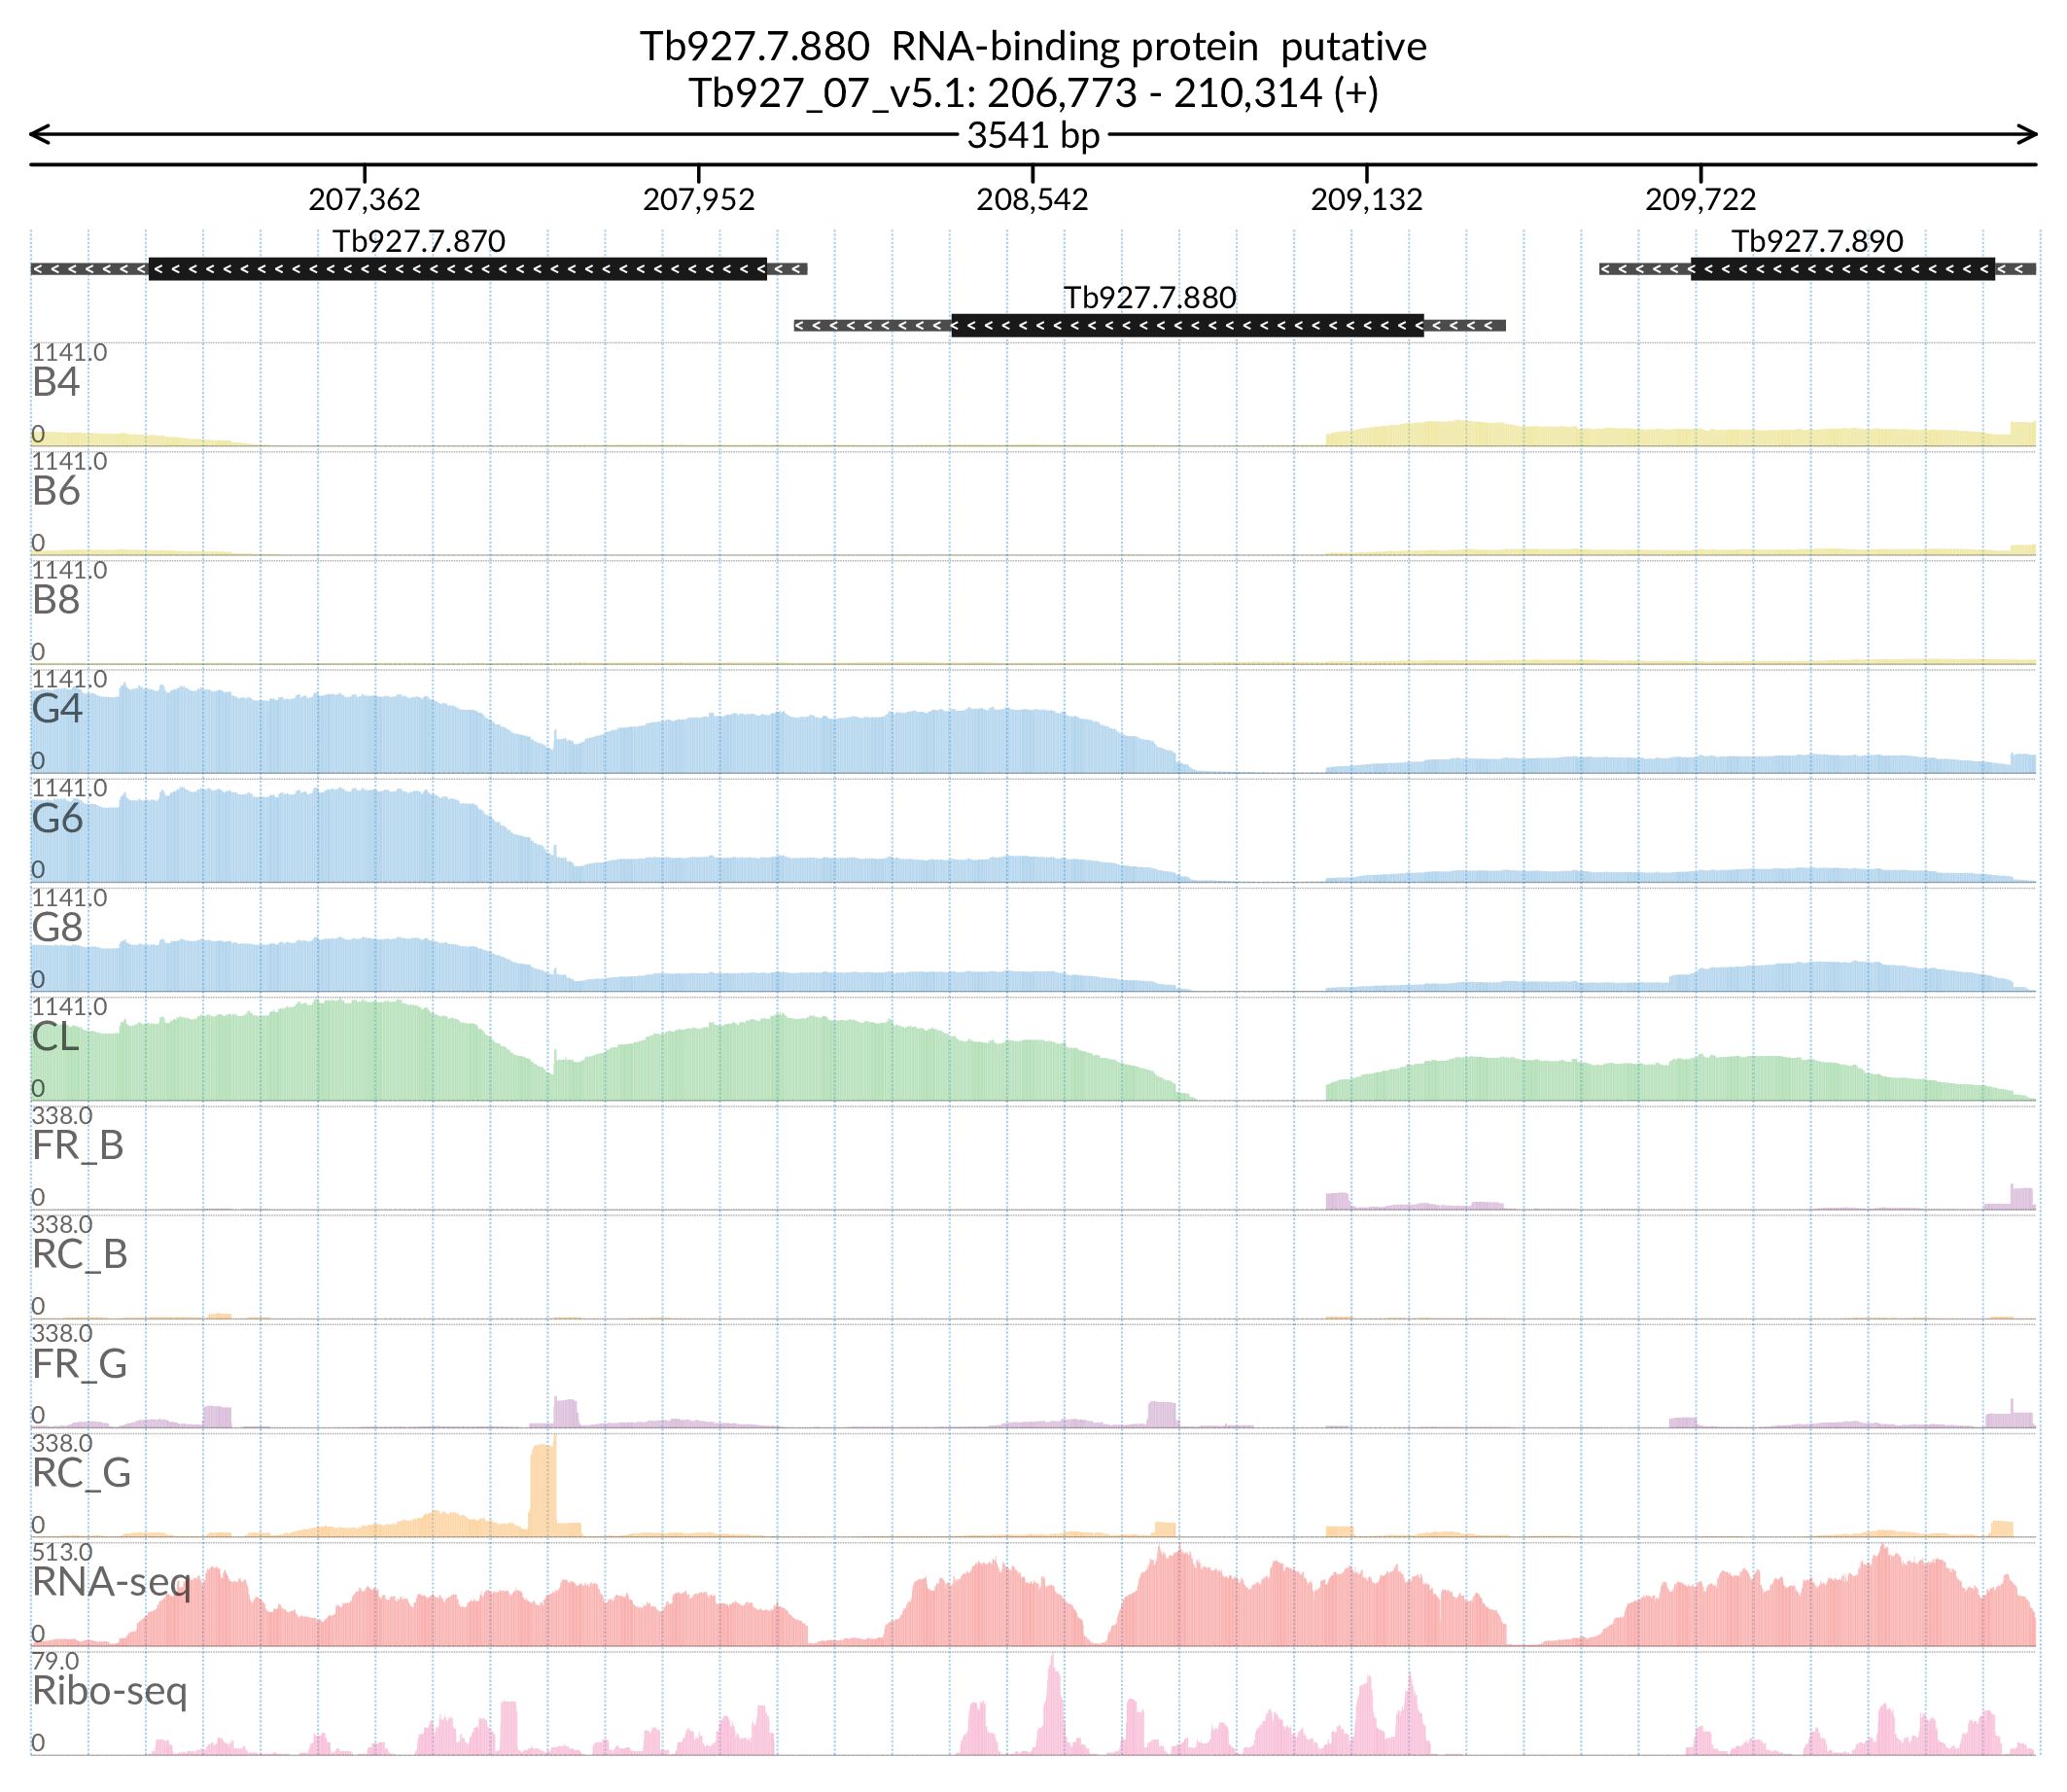 Tb927.7.880 RNA-binding protein putative
Tb927_07_v5.1: 206,773 - 210,314 (+)
3541 bp
207,362 207,952 208,542 209,132 209,722
Tb927.7.870 Tb927.7.890
Tb927.7.880
1141.0
B4
0
1141.0
B6
0
1141.0
B8
0
1141.0
G4
0
1141.0
G6
0
1141.0
G8
0
1141.0
CL
0
338.0
FR_B
0
338.0
RC_B
0
338.0
FR_G
0
338.0
RC_G
0
513.0
RNA-seq
0
79.0
Ribo-seq
0